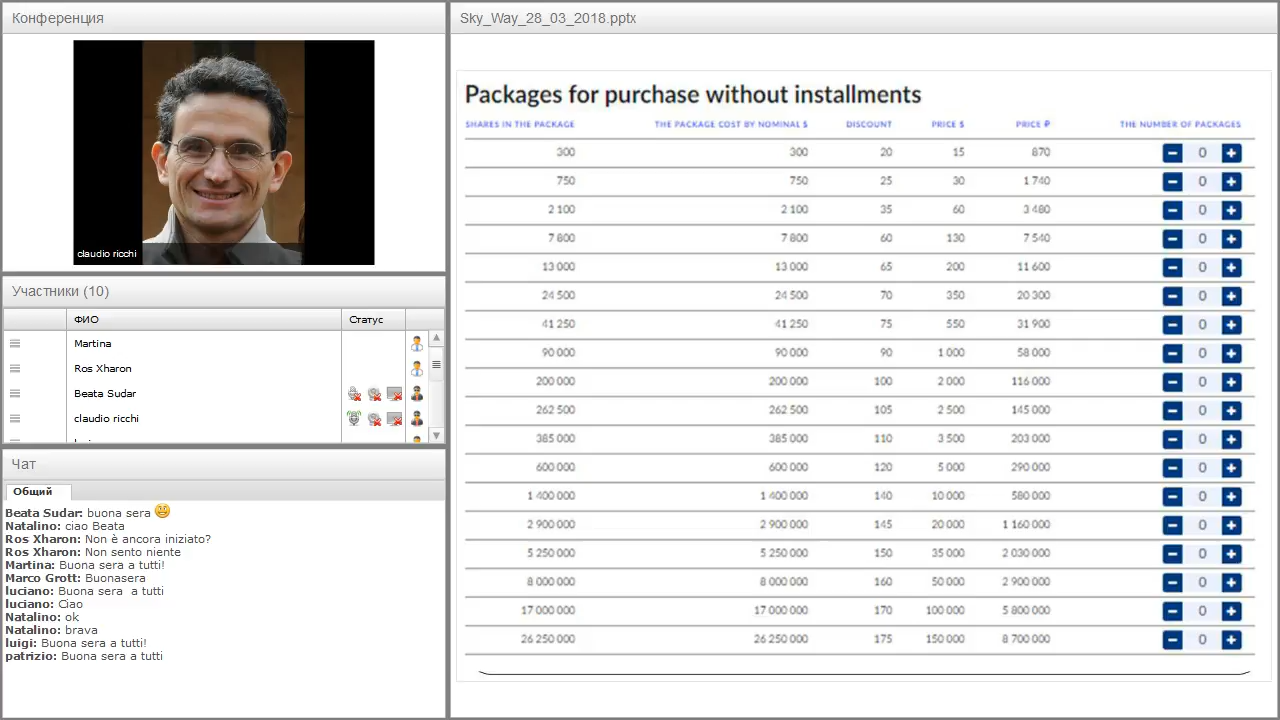 Конференция
claudio ricchi
Участники (10)
ФИО Статус
Martina
Ros Xharon
Beata Sudar
claudio ricchi
Чат
Общий
Beata Sudar: buona sera
Natalino: ciao Beata
Ros Xharon: Non è ancora iniziato?
Ros Xharon: Non sento niente
Martina: Buona sera a tutti!
Marco Grott: Buonasera
luciano: Buona sera a tutti
luciano: Ciao
Natalino: ok
Natalino: brava
luigi: Buona sera a tutti!
patrizio: Buona sera a tutti
Sky_Way_28_03_2018.pptx
Packages for purchase without installments
SHARES IN THE PACKAGE THE PACKAGE COST BY NOMINAL $ DISCOUNT PRICE $ PRICE ₽ THE NUMBER OF PACKAGES
300 300 20 15 870 − 0 +
750 750 25 30 1 740 − 0 +
2 100 2 100 35 60 3 480 − 0 +
7 800 7 800 60 130 7 540 − 0 +
13 000 13 000 65 200 11 600 − 0 +
24 500 24 500 70 350 20 300 − 0 +
41 250 41 250 75 550 31 900 − 0 +
90 000 90 000 90 1 000 58 000 − 0 +
200 000 200 000 100 2 000 116 000 − 0 +
262 500 262 500 105 2 500 145 000 − 0 +
385 000 385 000 110 3 500 203 000 − 0 +
600 000 600 000 120 5 000 290 000 − 0 +
1 400 000 1 400 000 140 10 000 580 000 − 0 +
2 900 000 2 900 000 145 20 000 1 160 000 − 0 +
5 250 000 5 250 000 150 35 000 2 030 000 − 0 +
8 000 000 8 000 000 160 50 000 2 900 000 − 0 +
17 000 000 17 000 000 170 100 000 5 800 000 − 0 +
26 250 000 26 250 000 175 150 000 8 700 000 − 0 +